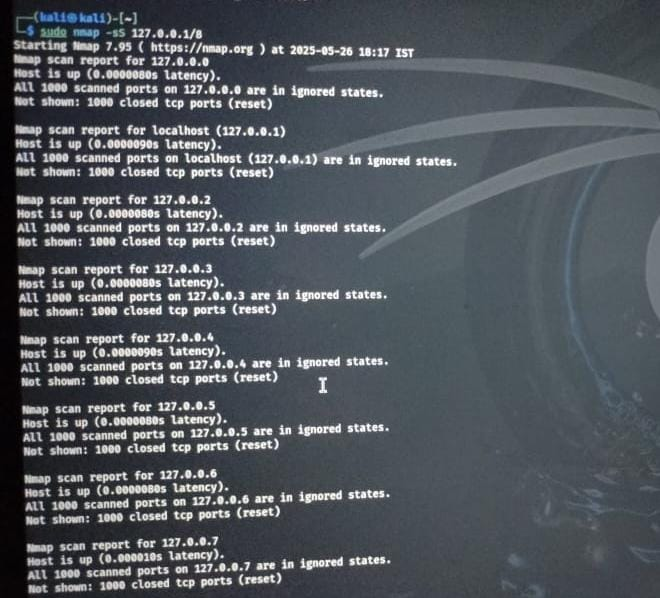 ┌──(kali㉿kali)-[~]
└─$ sudo nmap -sS 127.0.0.1/8
Starting Nmap 7.95 ( https://nmap.org ) at 2025-05-26 18:17 IST
Nmap scan report for 127.0.0.0
Host is up (0.0000080s latency).
All 1000 scanned ports on 127.0.0.0 are in ignored states.
Not shown: 1000 closed tcp ports (reset)
Nmap scan report for localhost (127.0.0.1)
Host is up (0.0000090s latency).
All 1000 scanned ports on localhost (127.0.0.1) are in ignored states.
Not shown: 1000 closed tcp ports (reset)
Nmap scan report for 127.0.0.2
Host is up (0.0000080s latency).
All 1000 scanned ports on 127.0.0.2 are in ignored states.
Not shown: 1000 closed tcp ports (reset)
Nmap scan report for 127.0.0.3
Host is up (0.0000080s latency).
All 1000 scanned ports on 127.0.0.3 are in ignored states.
Not shown: 1000 closed tcp ports (reset)
Nmap scan report for 127.0.0.4
Host is up (0.0000090s latency).
All 1000 scanned ports on 127.0.0.4 are in ignored states.
Not shown: 1000 closed tcp ports (reset)
Nmap scan report for 127.0.0.5
Host is up (0.0000080s latency).
All 1000 scanned ports on 127.0.0.5 are in ignored states.
Not shown: 1000 closed tcp ports (reset)
Nmap scan report for 127.0.0.6
Host is up (0.0000080s latency).
All 1000 scanned ports on 127.0.0.6 are in ignored states.
Not shown: 1000 closed tcp ports (reset)
Nmap scan report for 127.0.0.7
Host is up (0.000010s latency).
All 1000 scanned ports on 127.0.0.7 are in ignored states.
Not shown: 1000 closed tcp ports (reset)